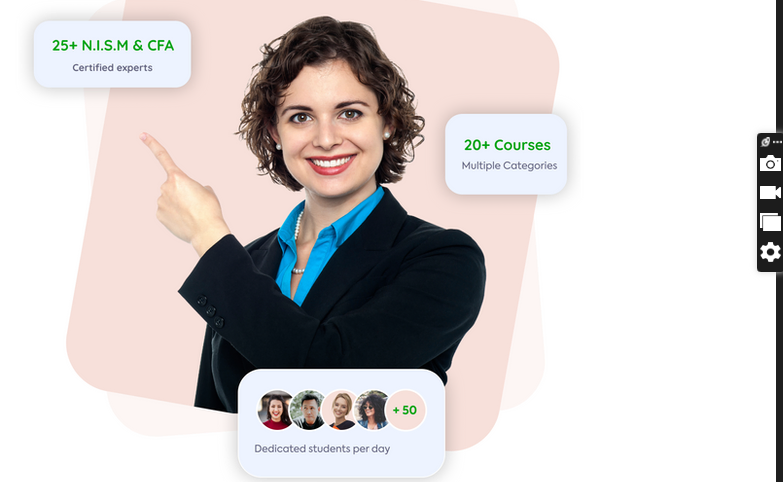 25+ N.I.S.M & CFA
Certified experts
20+ Courses
Multiple Categories
+ 50
Dedicated students per day